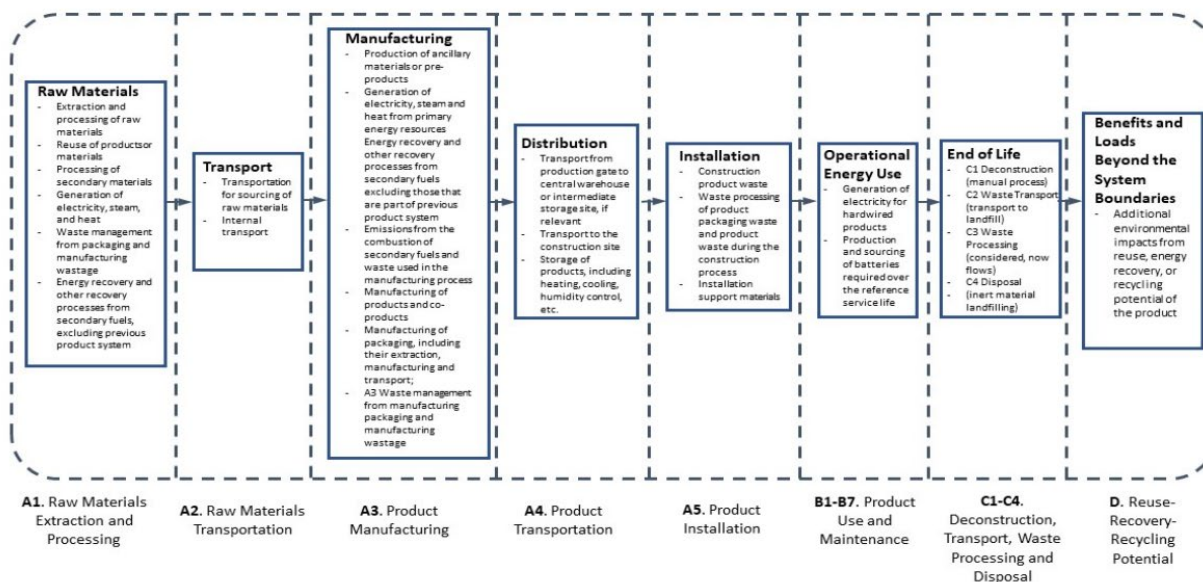 Raw Materials
- Extraction and
processing of raw
materials
- Reuse of productsor
materials
- Processing of
secondary materials
- Generation of
electricity, steam,
and heat
- Waste management
from packaging and
manufacturing
wastage
- Energy recovery and
other recovery
processes from
secondary fuels,
excluding previous
product system
Transport
- Transportation
for sourcing of
raw materials
- Internal
transport
Manufacturing
- Production of ancillary
materials or pre-
products
- Generation of
electricity, steam and
heat from primary
energy resources
Energy recovery and
other recovery
processes from
secondary fuels
excluding those that
are part of previous
product system
- Emissions from the
combustion of
secondary fuels and
waste used in the
manufacturing process
- Manufacturing of
products and co-
products
- Manufacturing of
packaging, including
their extraction,
manufacturing and
transport;
- A3 Waste management
from manufacturing
packaging and
manufacturing
wastage
Distribution
- Transport from
production gate to
central warehouse
or intermediate
storage site, if
relevant
- Transport to the
construction site
- Storage of
products, including
heating, cooling,
humidity control,
etc.
Installation
- Construction
product waste
- Waste processing
of product
packaging waste
and product
waste during the
construction
process
- Installation
support materials
Operational
Energy Use
- Generation of
electricity for
hardwired
products
- Production
and sourcing
of batteries
required over
the reference
service life
End of Life
- C1 Deconstruction
(manual process)
- C2 Waste Transport
(transport to
landfill)
- C3 Waste
Processing
(considered, now
flows)
- C4 Disposal
- (inert material
landfilling)
Benefits and
Loads
Beyond the
System
Boundaries
- Additional
environmental
impacts from
reuse, energy
recovery, or
recycling
potential of
the product
A1. Raw Materials
Extraction and
Processing
A2. Raw Materials
Transportation
A3. Product
Manufacturing
A4. Product
Transportation
A5. Product
Installation
B1-B7. Product
Use and
Maintenance
C1-C4.
Deconstruction,
Transport, Waste
Processing and
Disposal
D. Reuse-
Recovery-
Recycling
Potential